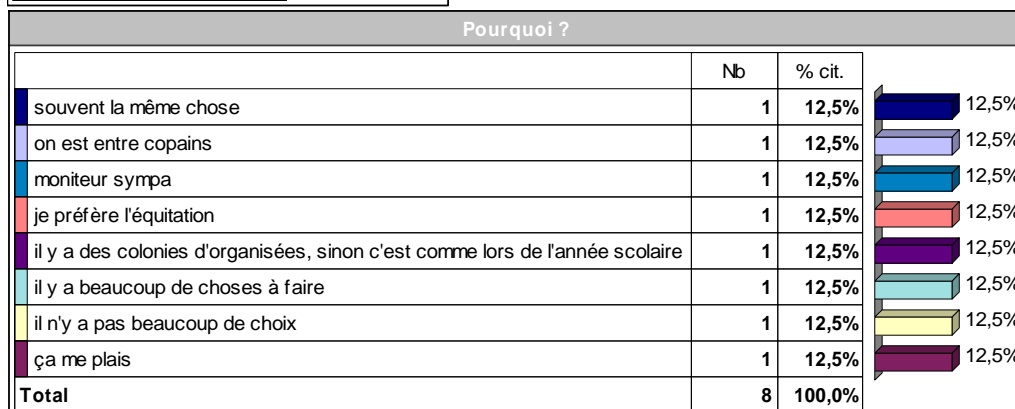 Pourquoi ?
Nb % cit.
souvent la même chose 1 12,5% 12,5%
on est entre copains 1 12,5% 12,5%
moniteur sympa 1 12,5% 12,5%
je préfère l'équitation 1 12,5% 12,5%
il y a des colonies d'organisées, sinon c'est comme lors de l'année scolaire 1 12,5% 12,5%
il y a beaucoup de choses à faire 1 12,5% 12,5%
il n'y a pas beaucoup de choix 1 12,5% 12,5%
ça me plais 1 12,5% 12,5%
Total 8 100,0%